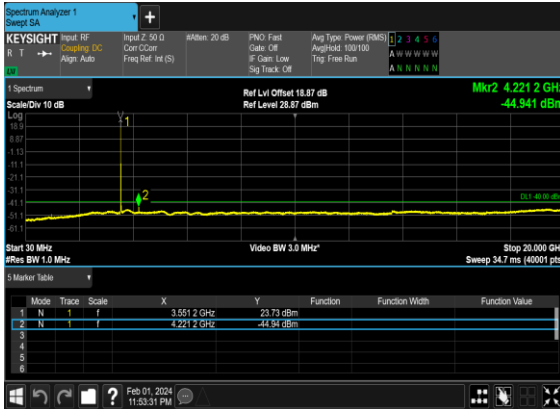 Spectrum Analyzer 1
Swept SA
+
KEYSIGHT Input: RF Input Z: 50 Ω #Atten: 20 dB PNO: Fast Avg Type: Power (RMS) 1 2 3 4 5 6
R T Coupling: DC Corr CCorr Gate: Off Avg|Hold: 100/100 A W W W W W
Align: Auto Freq Ref: Int (S) IF Gain: Low Trig: Free Run
Sig Track: Off A N N N N N
1 Spectrum Ref Lvl Offset 18.87 dB Mkr2 4.221 2 GHz
Scale/Div 10 dB Ref Level 28.87 dBm -44.941 dBm
Log
18.9
8.87
-1.13
-11.1
-21.1
-31.1
-41.1
-51.1
-61.1
1
2
DL1 -40.00 dBm
Start 30 MHz Video BW 3.0 MHz* Stop 20.000 GHz
#Res BW 1.0 MHz Sweep 34.7 ms (40001 pts)
5 Marker Table
Mode Trace Scale X Y Function Function Width Function Value
1 N 1 f 3.551 2 GHz 23.73 dBm
2 N 1 f 4.221 2 GHz -44.94 dBm
3
4
5
6
? Feb 01, 2024
11:53:31 PM